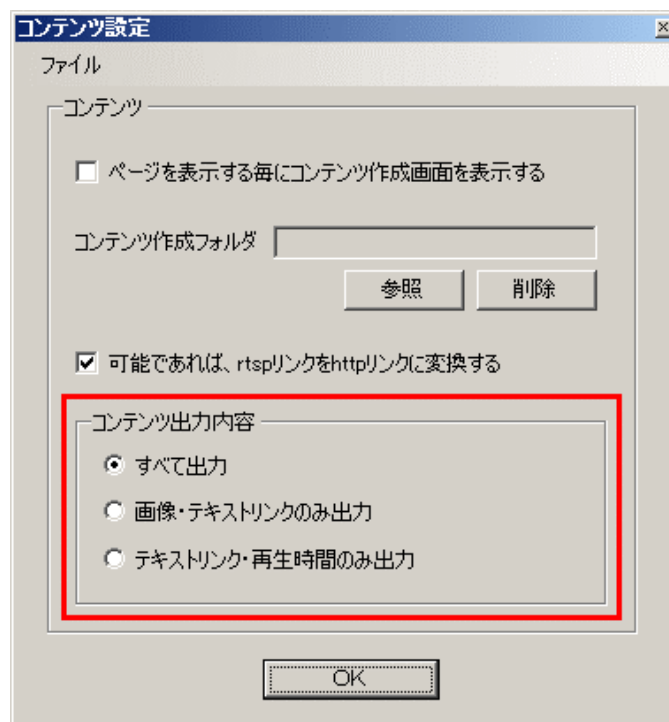 コンテンツ設定
ファイル
コンテンツ
ページを表示する毎にコンテンツ作成画面を表示する
コンテンツ作成フォルダ
参照 削除
可能であれば、rtspリンクをhttpリンクに変換する
コンテンツ出力内容
すべて出力
画像・テキストリンクのみ出力
テキストリンク・再生時間のみ出力
OK